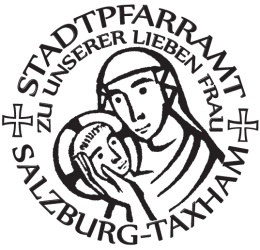 STADTPFARRAMT
ZU UNSERER LIEBEN FRAU
SALZBURG-TAXHAM